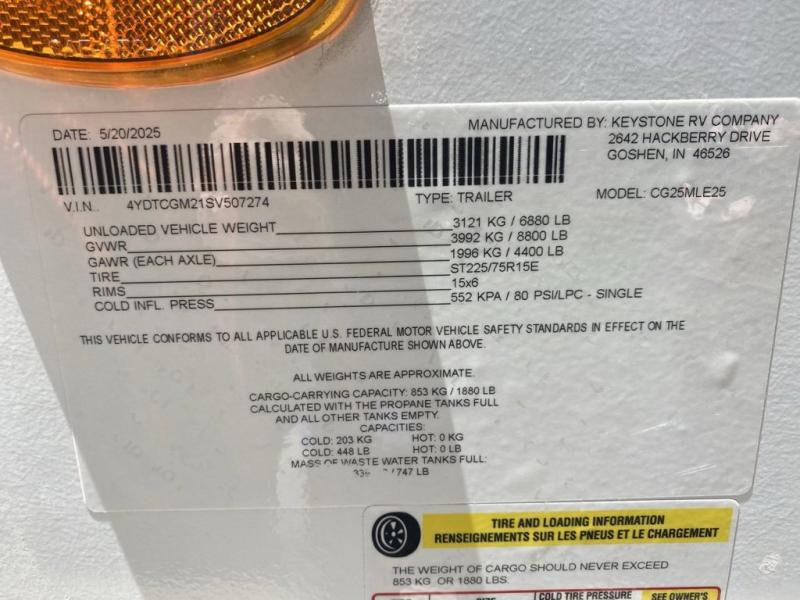 DATE: 5/20/2025
MANUFACTURED BY: KEYSTONE RV COMPANY
2642 HACKBERRY DRIVE
GOSHEN, IN 46526
V.I.N.. 4YDTCGM21SV507274 TYPE: TRAILER MODEL: CG25MLE25
UNLOADED VEHICLE WEIGHT 3121 KG / 6880 LB
GVWR 3992 KG / 8800 LB
GAWR (EACH AXLE) 1996 KG / 4400 LB
TIRE ST225/75R15E
RIMS 15x6
COLD INFL. PRESS 552 KPA / 80 PSI/LPC - SINGLE
THIS VEHICLE CONFORMS TO ALL APPLICABLE U.S. FEDERAL MOTOR VEHICLE SAFETY STANDARDS IN EFFECT ON THE
DATE OF MANUFACTURE SHOWN ABOVE.
ALL WEIGHTS ARE APPROXIMATE.
CARGO-CARRYING CAPACITY: 853 KG / 1880 LB
CALCULATED WITH THE PROPANE TANKS FULL
AND ALL OTHER TANKS EMPTY.
CAPACITIES:
COLD: 203 KG HOT: 0 KG
COLD: 448 LB HOT: 0 LB
MASS OF WASTE WATER TANKS FULL:
/ 747 LB
TIRE AND LOADING INFORMATION
RENSEIGNEMENTS SUR LES PNEUS ET LE CHARGEMENT
THE WEIGHT OF CARGO SHOULD NEVER EXCEED
853 KG OR 1880 LBS.
SIZE COLD TIRE PRESSURE SEE OWNER'S